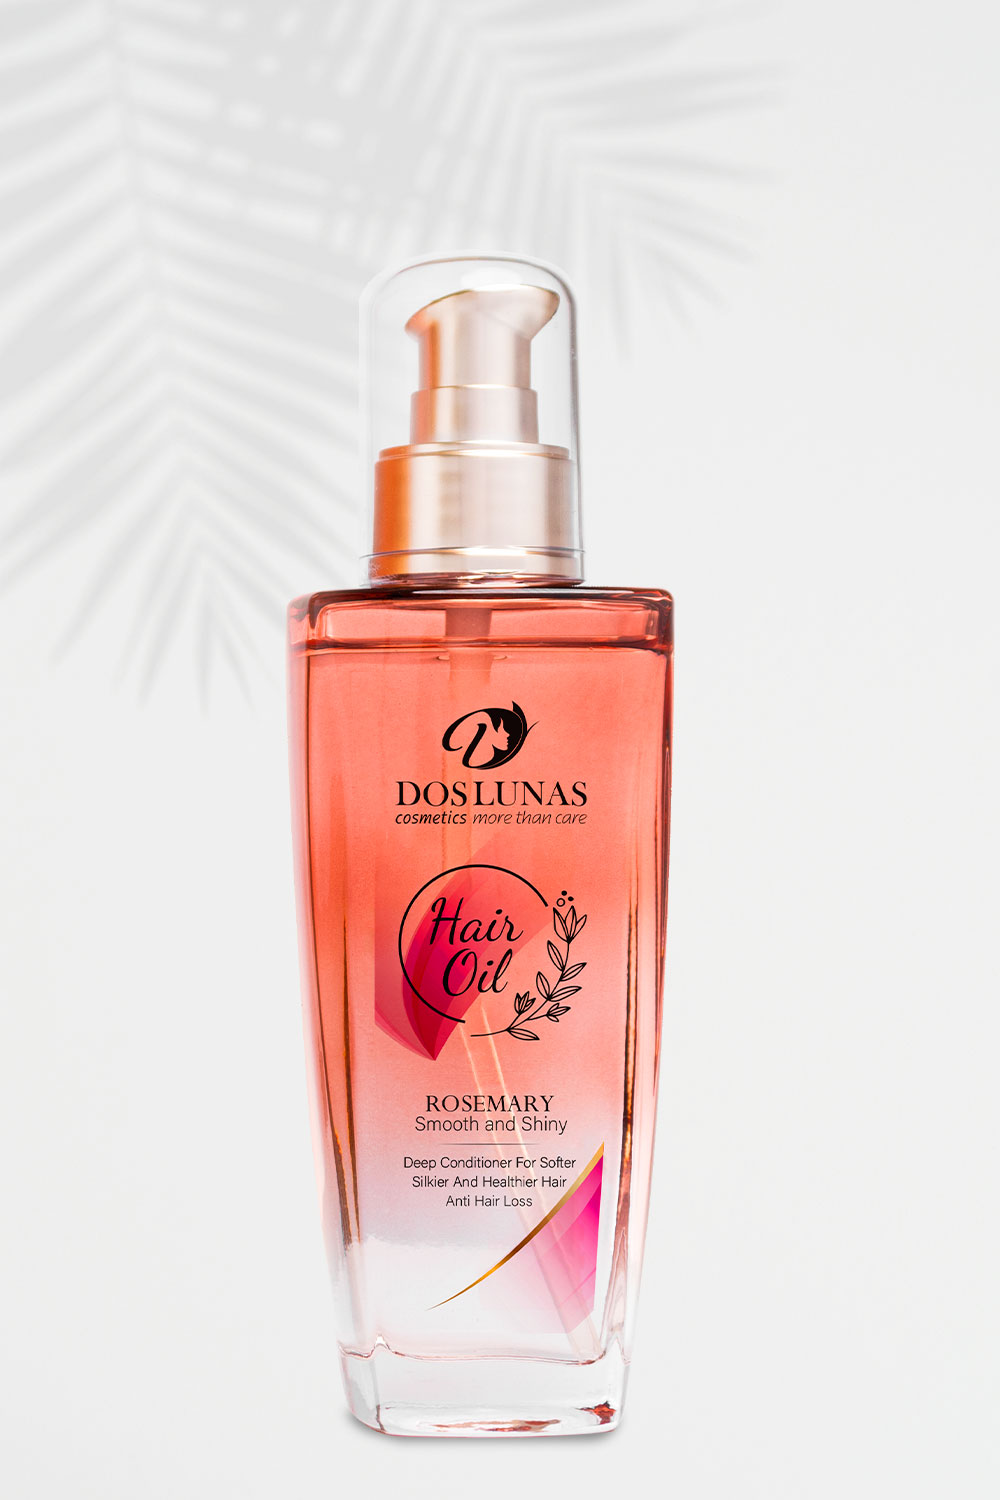 DOS LUNAS
cosmetics more than care
Hair
Oil
ROSEMARY
Smooth and Shiny
Deep Conditioner For Softer
Silkier And Healthier Hair
Anti Hair Loss